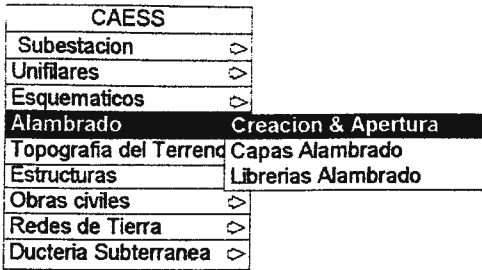 CAESS
Subestacion
Unifilares
Esquematicos
Alambrado
Creacion & Apertura
Topografia del Terreno
Capas Alambrado
Estructuras
Librerias Alambrado
Obras civiles
Redes de Tierra
Ducteria Subterranea